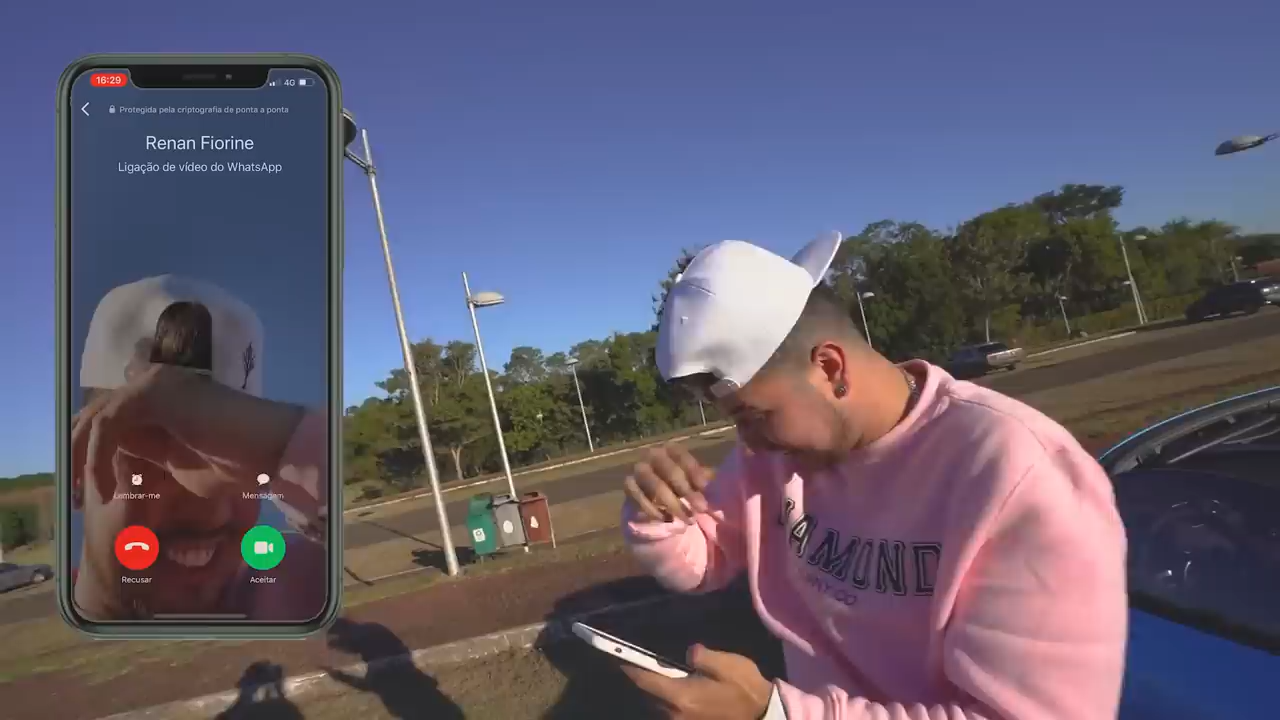 16:29
4G
Protegida pela criptografia de ponta a ponta
Renan Fiorine
Ligação de vídeo do WhatsApp
Lembrar-me
Mensagem
Recusar
Aceitar